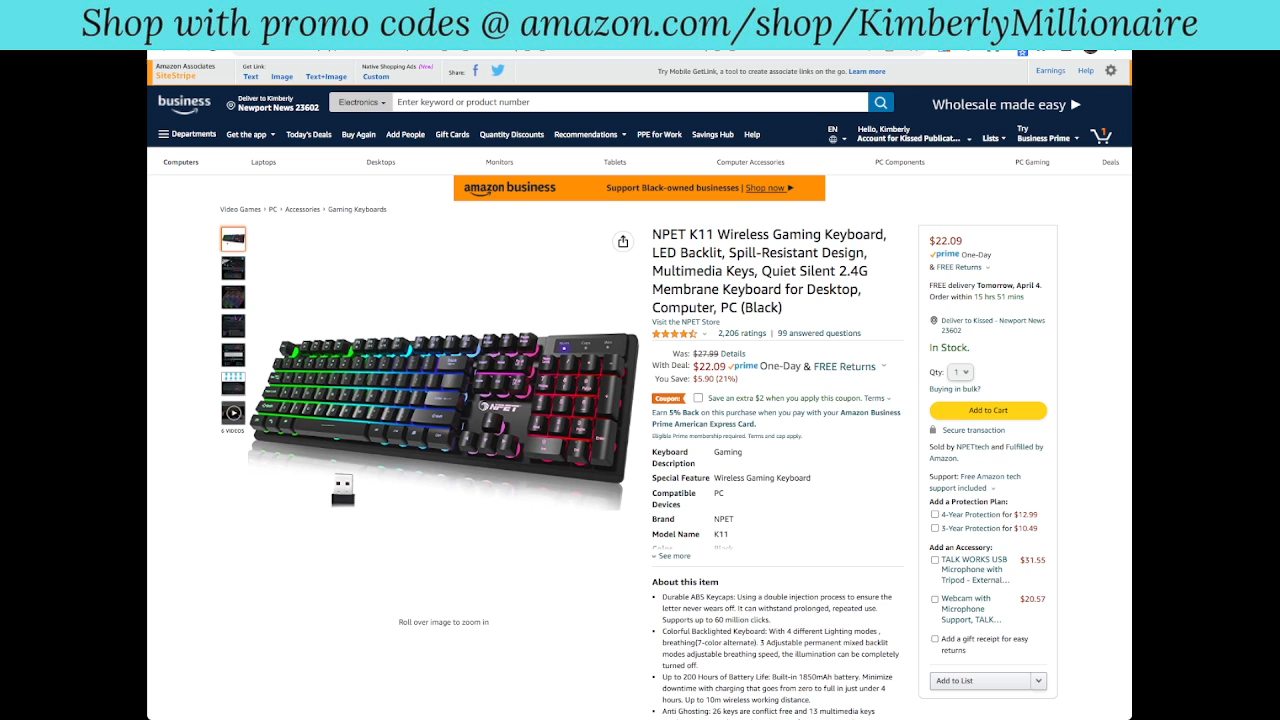 Shop with promo codes @ amazon.com/shop/KimberlyMillionaire
Amazon Associates
SiteStripe
Get Link:
Text Image Text+Image
Native Shopping Ads (New)
Custom
Share:
Try Mobile GetLink, a tool to create associate links on the go. Learn more
Earnings Help
business
Deliver to Kimberly
Newport News 23602
Electronics
Enter keyword or product number
Wholesale made easy
Departments Get the app Today's Deals Buy Again Add People Gift Cards Quantity Discounts Recommendations PPE for Work Savings Hub Help
EN
Hello, Kimberly
Account for Kissed Publicat...
Lists
Try
Business Prime
1
Computers Laptops Desktops Monitors Tablets Computer Accessories PC Components PC Gaming Deals
amazon business Support Black-owned businesses | Shop now
Video Games › PC › Accessories › Gaming Keyboards
6 VIDEOS
NPET
Roll over image to zoom in
NPET K11 Wireless Gaming Keyboard,
LED Backlit, Spill-Resistant Design,
Multimedia Keys, Quiet Silent 2.4G
Membrane Keyboard for Desktop,
Computer, PC (Black)
Visit the NPET Store
2,206 ratings | 99 answered questions
Was: $27.99 Details
With Deal: $22.09 prime One-Day & FREE Returns
You Save: $5.90 (21%)
Coupon: Save an extra $2 when you apply this coupon. Terms
Earn 5% Back on this purchase when you pay with your Amazon Business
Prime American Express Card.
Eligible Prime membership required. Terms and cap apply.
Keyboard Gaming
Description
Special Feature Wireless Gaming Keyboard
Compatible PC
Devices
Brand NPET
Model Name K11
Color Black
See more
About this item
• Durable ABS Keycaps: Using a double injection process to ensure the
letter never wears off. It can withstand prolonged, repeated use.
Supports up to 60 million clicks.
• Colorful Backlighted Keyboard: With 4 different Lighting modes ,
breathing(7-color alternate). 3 Adjustable permanent mixed backlit
modes adjustable breathing speed, the illumination can be completely
turned off.
• Up to 200 Hours of Battery Life: Built-in 1850mAh battery. Minimize
downtime with charging that goes from zero to full in just under 4
hours. Up to 10m wireless working distance.
• Anti Ghosting: 26 keys are conflict free and 13 multimedia keys
$22.09
prime One-Day
& FREE Returns
FREE delivery Tomorrow, April 4.
Order within 15 hrs 51 mins
Deliver to Kissed - Newport News
23602
In Stock.
Qty: 1
Buying in bulk?
Add to Cart
Secure transaction
Sold by NPETtech and Fulfilled by
Amazon.
Support: Free Amazon tech
support included
Add a Protection Plan:
4-Year Protection for $12.99
3-Year Protection for $10.49
Add an Accessory:
TALK WORKS USB $31.55
Microphone with
Tripod - External...
Webcam with $20.57
Microphone
Support, TALK...
Add a gift receipt for easy
returns
Add to List